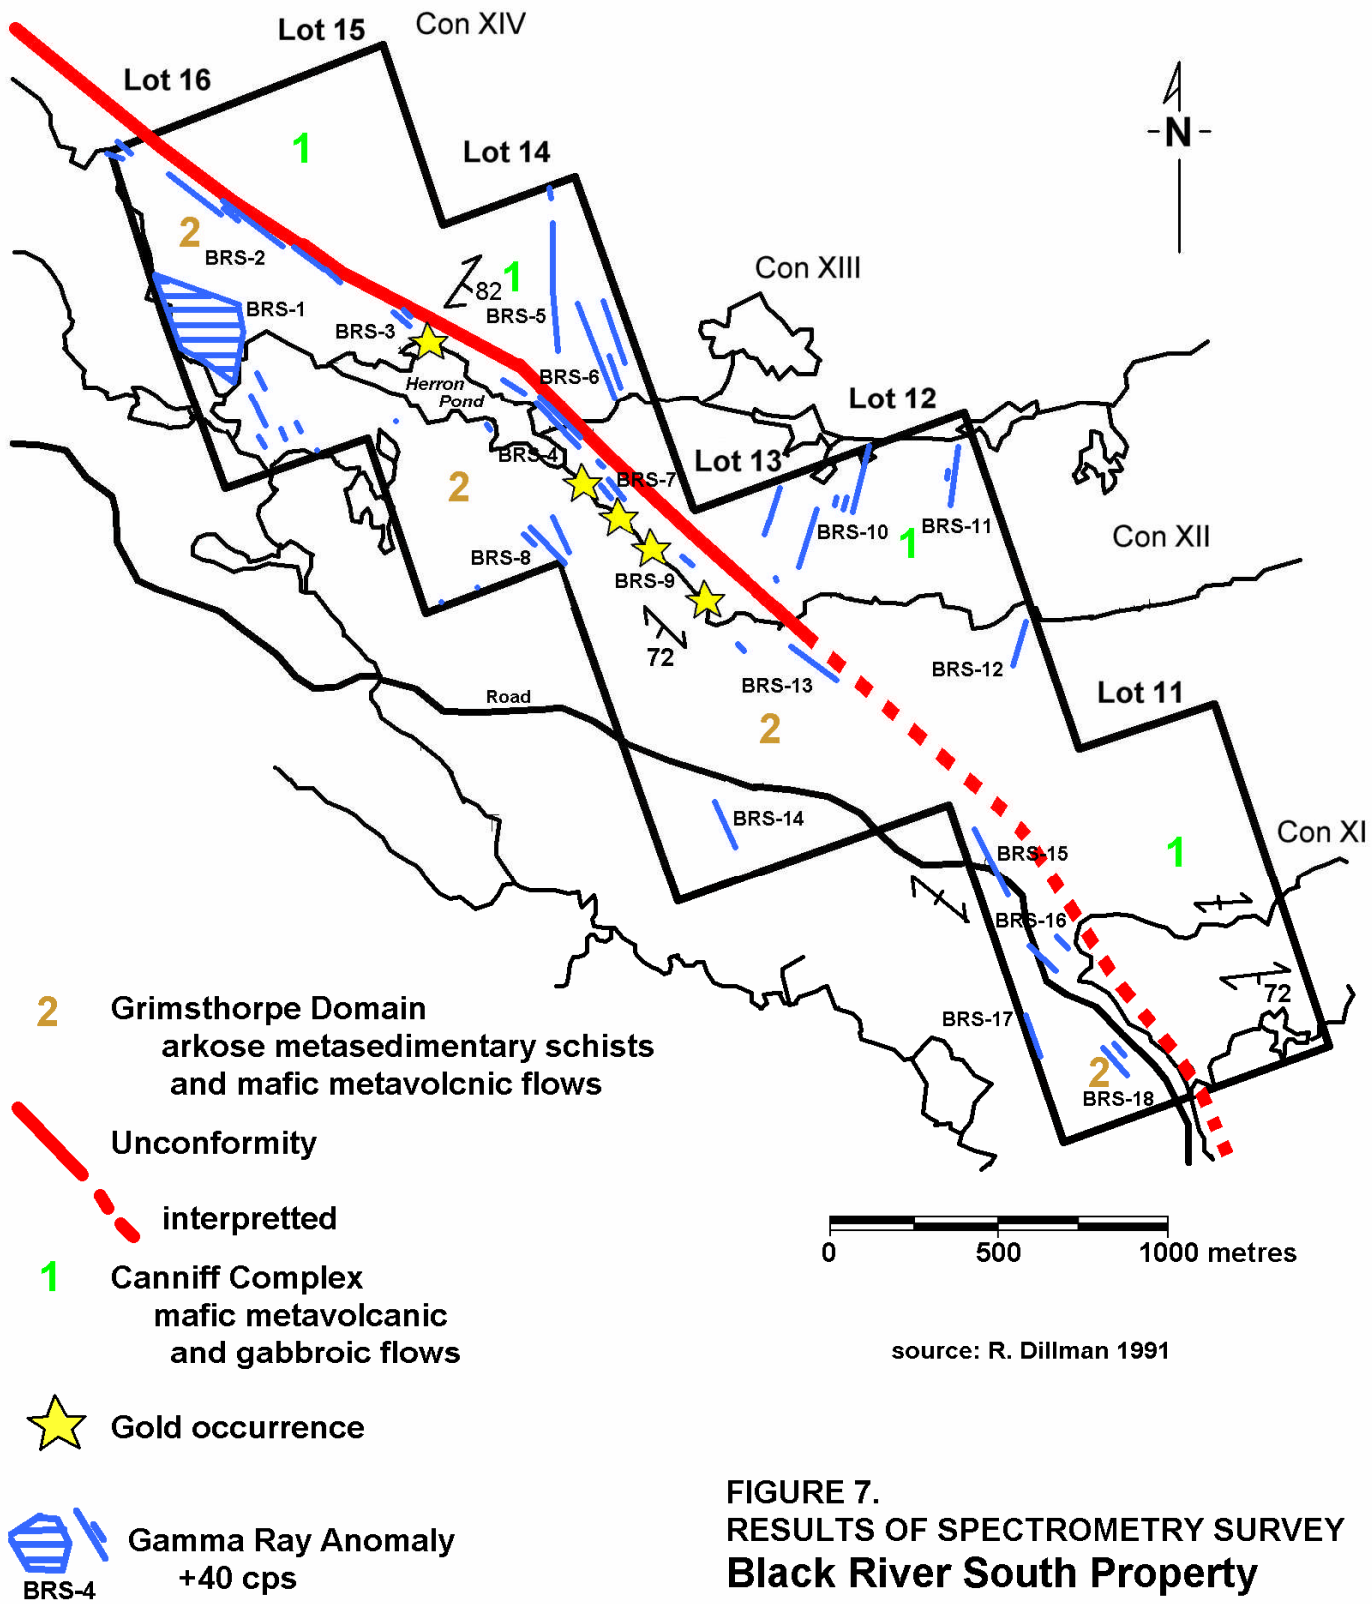 Con XIV
Lot 15
Lot 16
1
-N-
Lot 14
2
BRS-2
Con XIII
1
82
BRS-1
BRS-5
BRS-3
Herron
Pond
BRS-6
Lot 12
BRS-4
Lot 13
BRS-7
2
BRS-10
BRS-11
1
Con XII
BRS-8
BRS-9
72
BRS-12
BRS-13
Lot 11
Road
2
BRS-14
Con XI
BRS-15
1
BRS-16
72
BRS-17
2
BRS-18
2 Grimsthorpe Domain
arkose metasedimentary schists
and mafic metavolcnic flows
Unconformity
interpretted
0 500 1000 metres
1 Canniff Complex
mafic metavolcanic
and gabbroic flows
source: R. Dillman 1991
Gold occurrence
Gamma Ray Anomaly
+40 cps
BRS-4
FIGURE 7.
RESULTS OF SPECTROMETRY SURVEY
Black River South Property